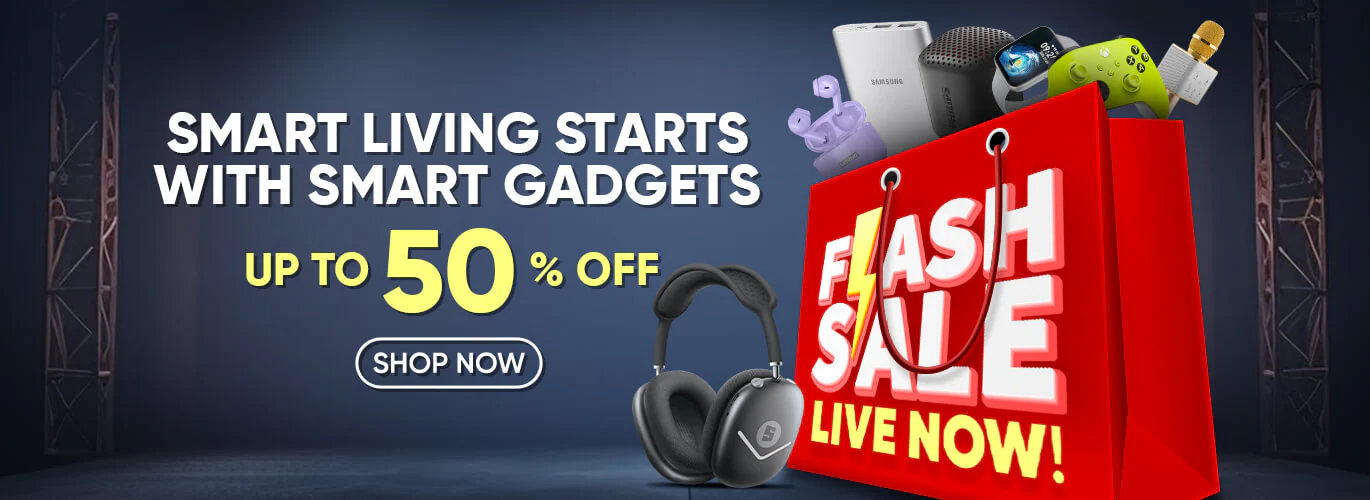 SMART LIVING STARTS
WITH SMART GADGETS
UP TO 50 % OFF
SHOP NOW
SAMSUNG
FLASH
SALE
LIVE NOW!
S